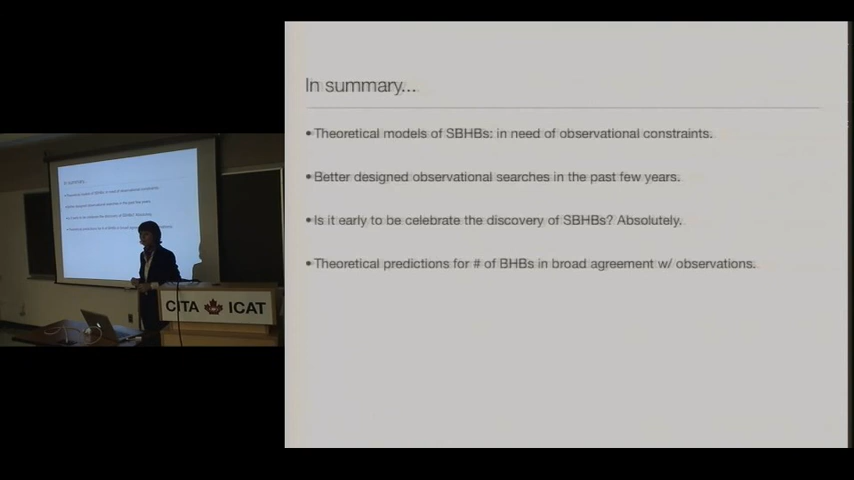 In summary...
• Theoretical models of SBHBs: in need of observational constraints.
• Better designed observational searches in the past few years.
• Is it early to be celebrate the discovery of SBHBs? Absolutely.
• Theoretical predictions for # of BHBs in broad agreement w/ observations.
CITA ICAT